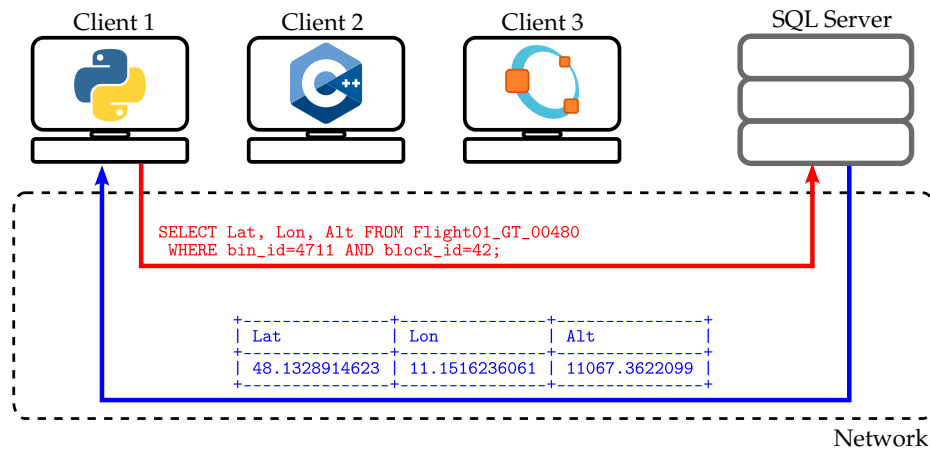 Client 1
Client 2
Client 3
SQL Server
++
SELECT Lat, Lon, Alt FROM Flight01_GT_00480
WHERE bin_id=4711 AND block_id=42;
+---------------+---------------+---------------+
| Lat           | Lon           | Alt           |
+---------------+---------------+---------------+
| 48.1328914623 | 11.1516236061 | 11067.3622099 |
+---------------+---------------+---------------+
Network